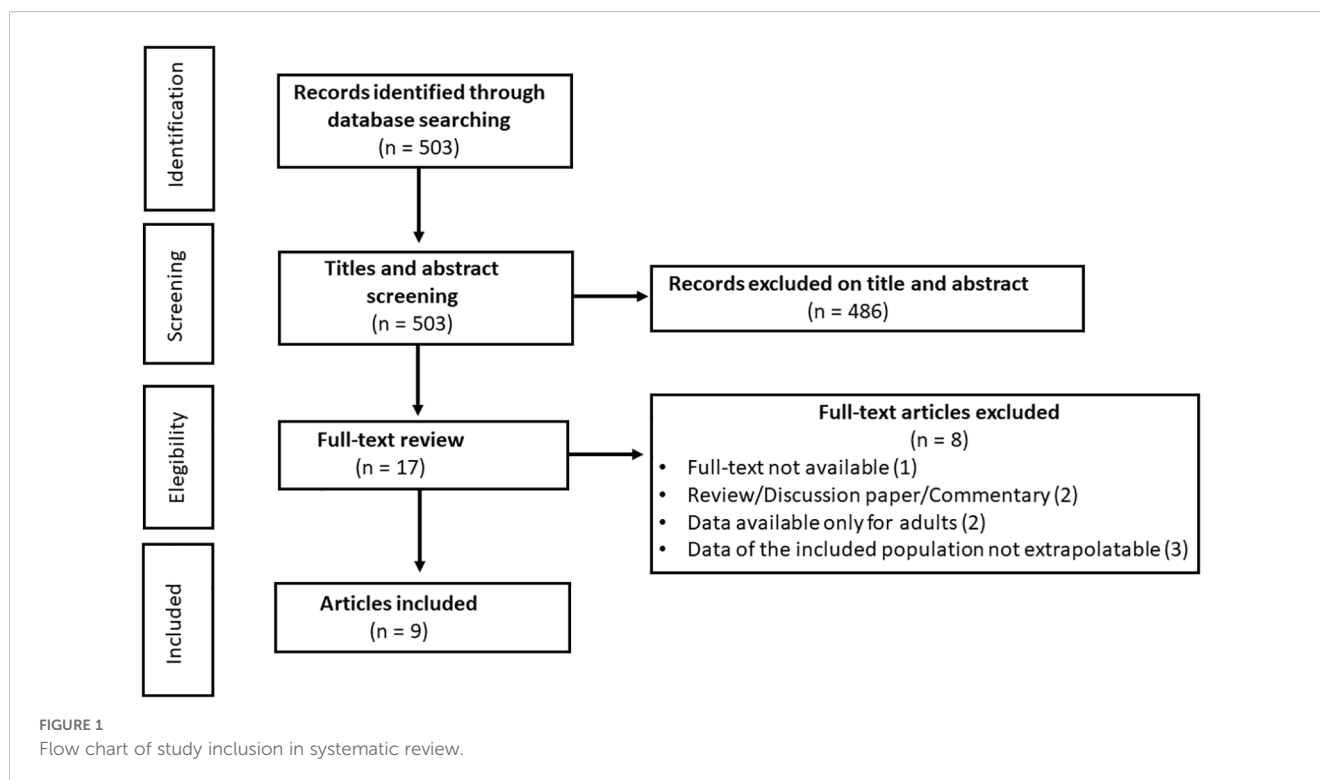 Identification
Records identified through
database searching
(n = 503)
Screening
Titles and abstract
screening
(n = 503)
Records excluded on title and abstract
(n = 486)
Elegibility
Full-text review
(n = 17)
Full-text articles excluded
(n = 8)
• Full-text not available (1)
• Review/Discussion paper/Commentary (2)
• Data available only for adults (2)
• Data of the included population not extrapolatable (3)
Included
Articles included
(n = 9)
FIGURE 1
Flow chart of study inclusion in systematic review.